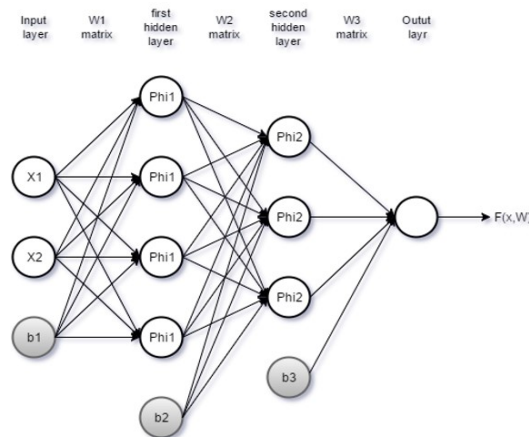 Input
layer
W1
matrix
first
hidden
layer
W2
matrix
second
hidden
layer
W3
matrix
Outut
layr
Phi1
Phi2
X1
Phi1
Phi2
F(x,W)
X2
Phi1
Phi2
b1
Phi1
b3
b2